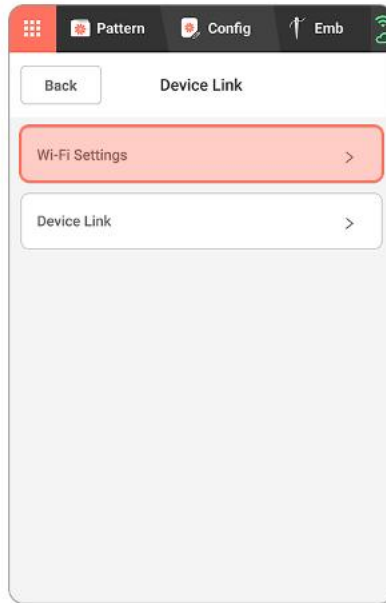 Pattern Config Emb
Back Device Link
Wi-Fi Settings >
Device Link >